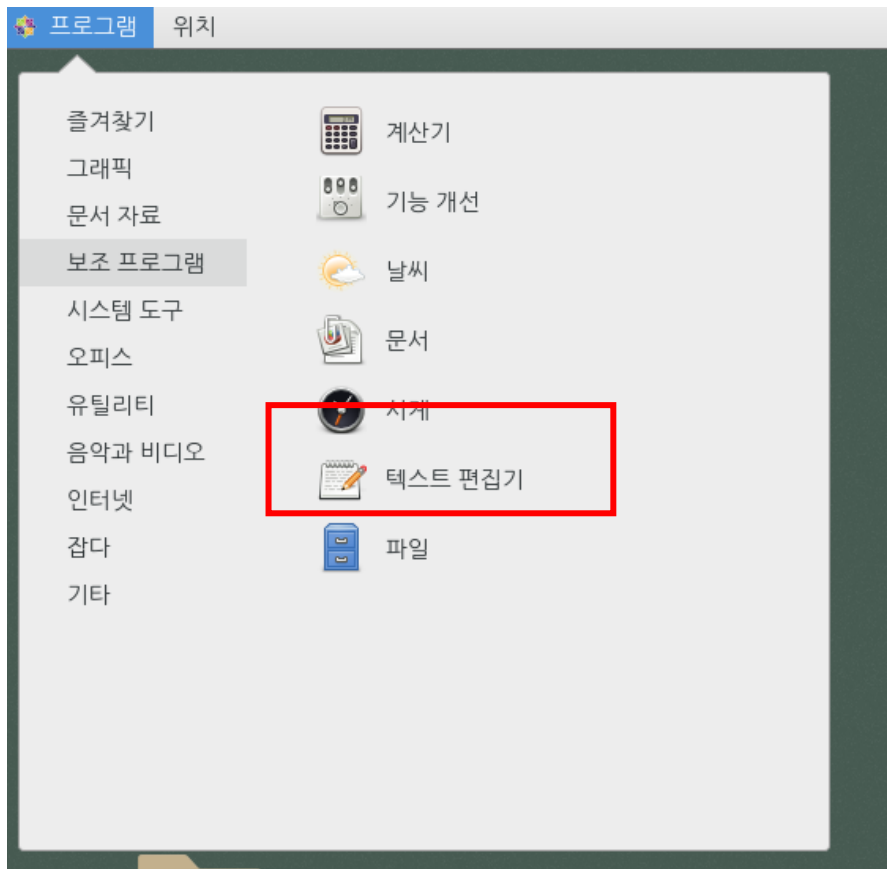 프로그램 위치
즐겨찾기
그래픽
문서 자료
보조 프로그램
시스템 도구
오피스
유틸리티
음악과 비디오
인터넷
잡다
기타
계산기
기능 개선
날씨
문서
시계
텍스트 편집기
파일